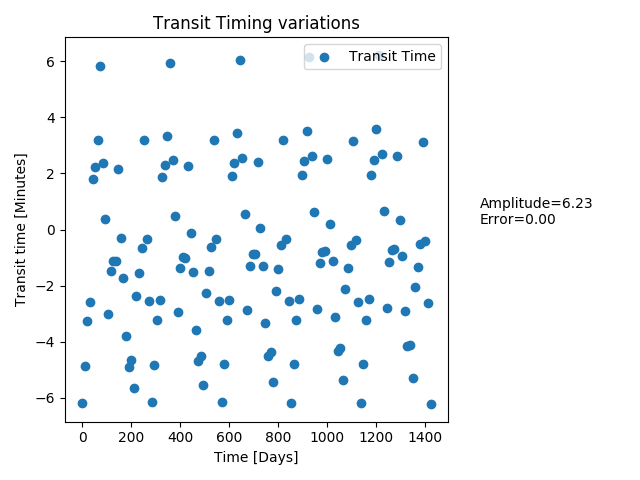 Transit Timing variations
Transit Time
Transit time [Minutes]
6
4
2
0
−2
−4
−6
0 200 400 600 800 1000 1200 1400
Time [Days]
Amplitude=6.23
Error=0.00